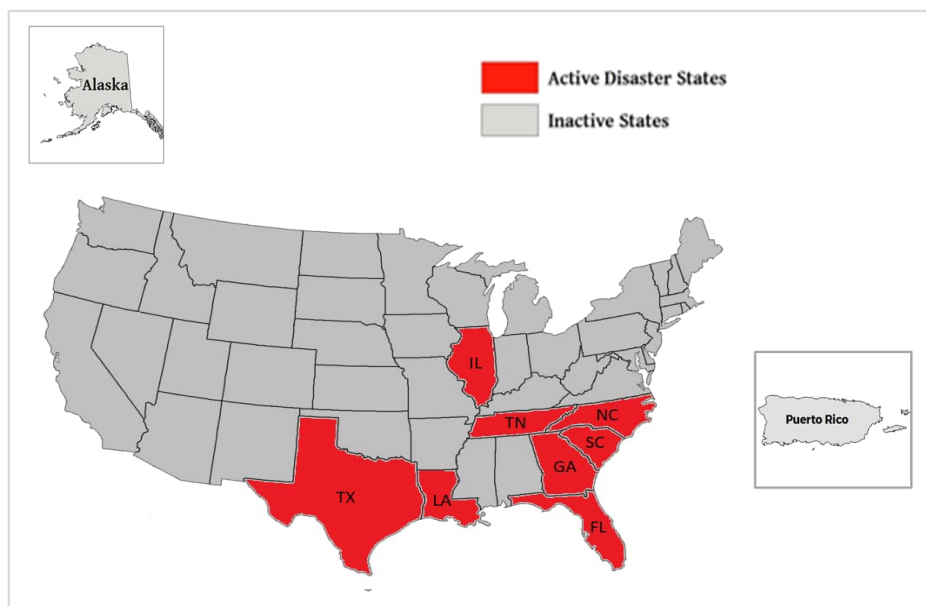 Alaska
Active Disaster States
Inactive States
IL
TN
NC
SC
GA
TX
LA
FL
Puerto Rico